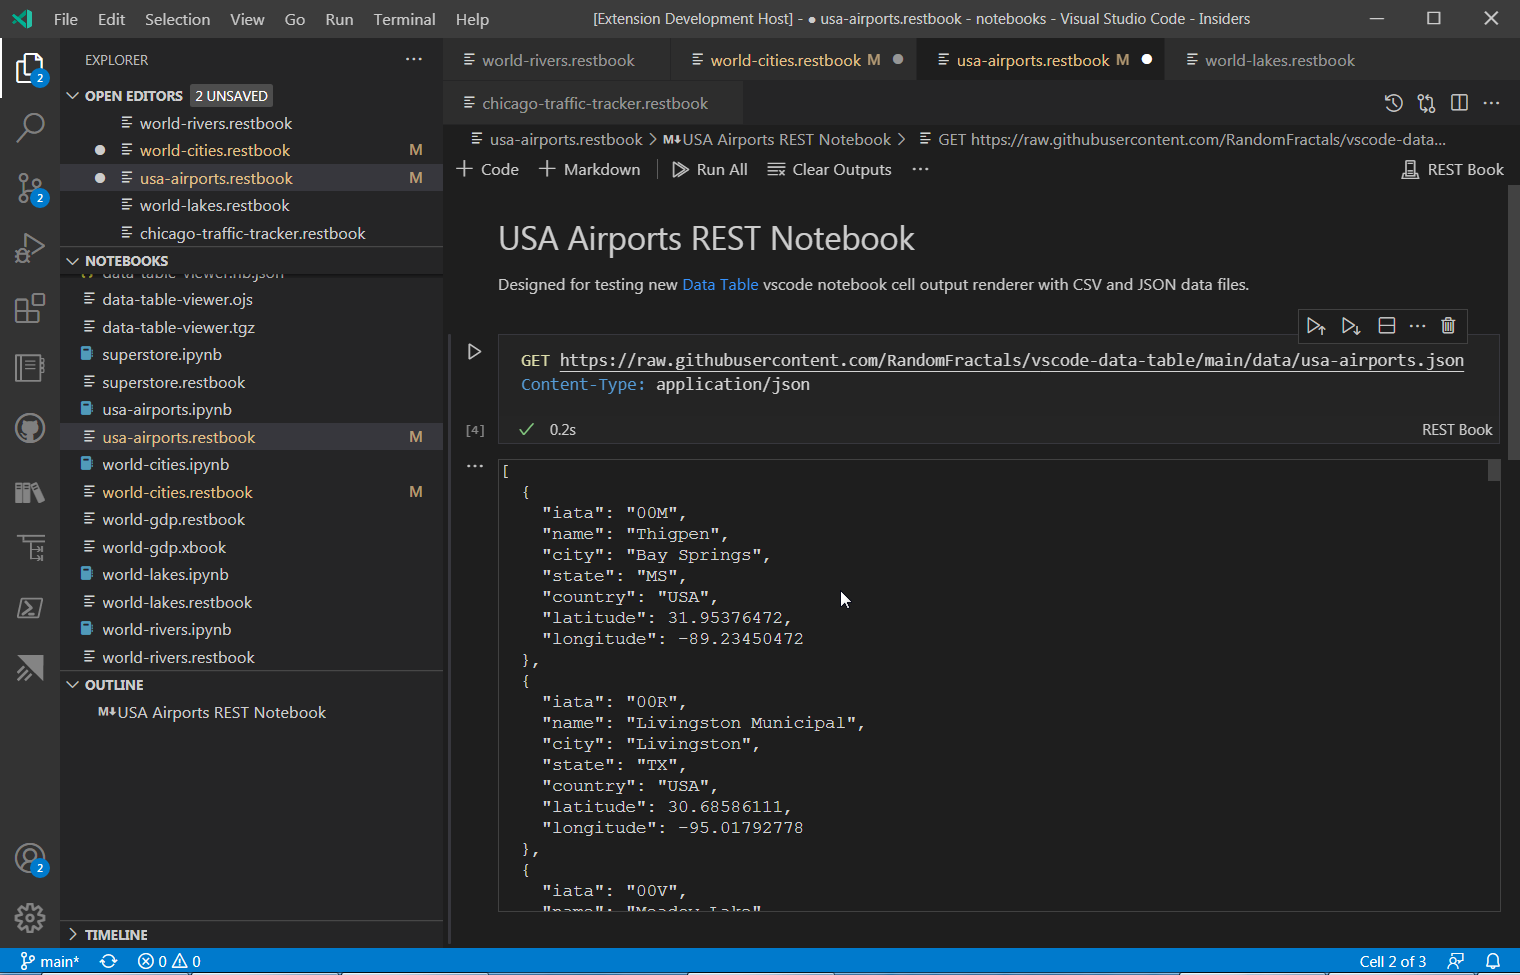 File Edit Selection View Go Run Terminal Help [Extension Development Host] - ● usa-airports.restbook - notebooks - Visual Studio Code - Insiders
EXPLORER
OPEN EDITORS 2 UNSAVED
world-rivers.restbook
world-cities.restbook M
usa-airports.restbook M
world-lakes.restbook
chicago-traffic-tracker.restbook
NOTEBOOKS
data-table-viewer.nb.json
data-table-viewer.ojs
data-table-viewer.tgz
superstore.ipynb
superstore.restbook
usa-airports.ipynb
usa-airports.restbook M
world-cities.ipynb
world-cities.restbook M
world-gdp.restbook
world-gdp.xbook
world-lakes.ipynb
world-lakes.restbook
world-rivers.ipynb
world-rivers.restbook
OUTLINE
M↓USA Airports REST Notebook
TIMELINE
2
2
2
world-rivers.restbook world-cities.restbook M usa-airports.restbook M world-lakes.restbook
chicago-traffic-tracker.restbook
usa-airports.restbook > M↓USA Airports REST Notebook > GET https://raw.githubusercontent.com/RandomFractals/vscode-data...
+ Code + Markdown Run All Clear Outputs ... REST Book
USA Airports REST Notebook
Designed for testing new Data Table vscode notebook cell output renderer with CSV and JSON data files.
GET https://raw.githubusercontent.com/RandomFractals/vscode-data-table/main/data/usa-airports.json
Content-Type: application/json
[4] 0.2s REST Book
[
{
"iata": "00M",
"name": "Thigpen",
"city": "Bay Springs",
"state": "MS",
"country": "USA",
"latitude": 31.95376472,
"longitude": -89.23450472
},
{
"iata": "00R",
"name": "Livingston Municipal",
"city": "Livingston",
"state": "TX",
"country": "USA",
"latitude": 30.68586111,
"longitude": -95.01792778
},
{
"iata": "00V",
"name": "Meadow Lake"
main* 0 0 Cell 2 of 3